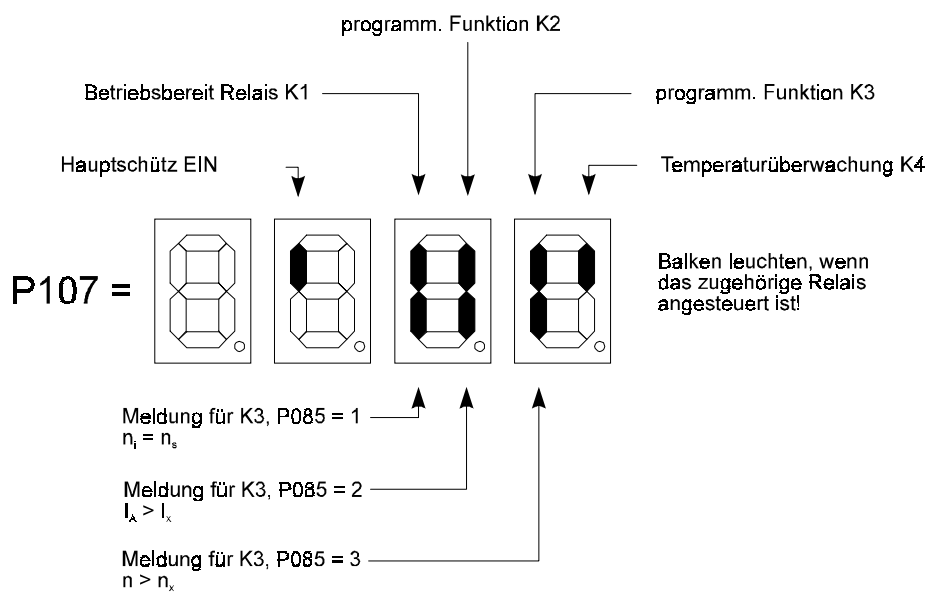 programm. Funktion K2
Betriebsbereit Relais K1
programm. Funktion K3
Hauptschütz EIN
Temperaturüberwachung K4
P107 =
Balken leuchten, wenn
das zugehörige Relais
angesteuert ist!
Meldung für K3, P085 = 1
nᵢ = nₛ
Meldung für K3, P085 = 2
I_A > Iₓ
Meldung für K3, P085 = 3
n > nₓ